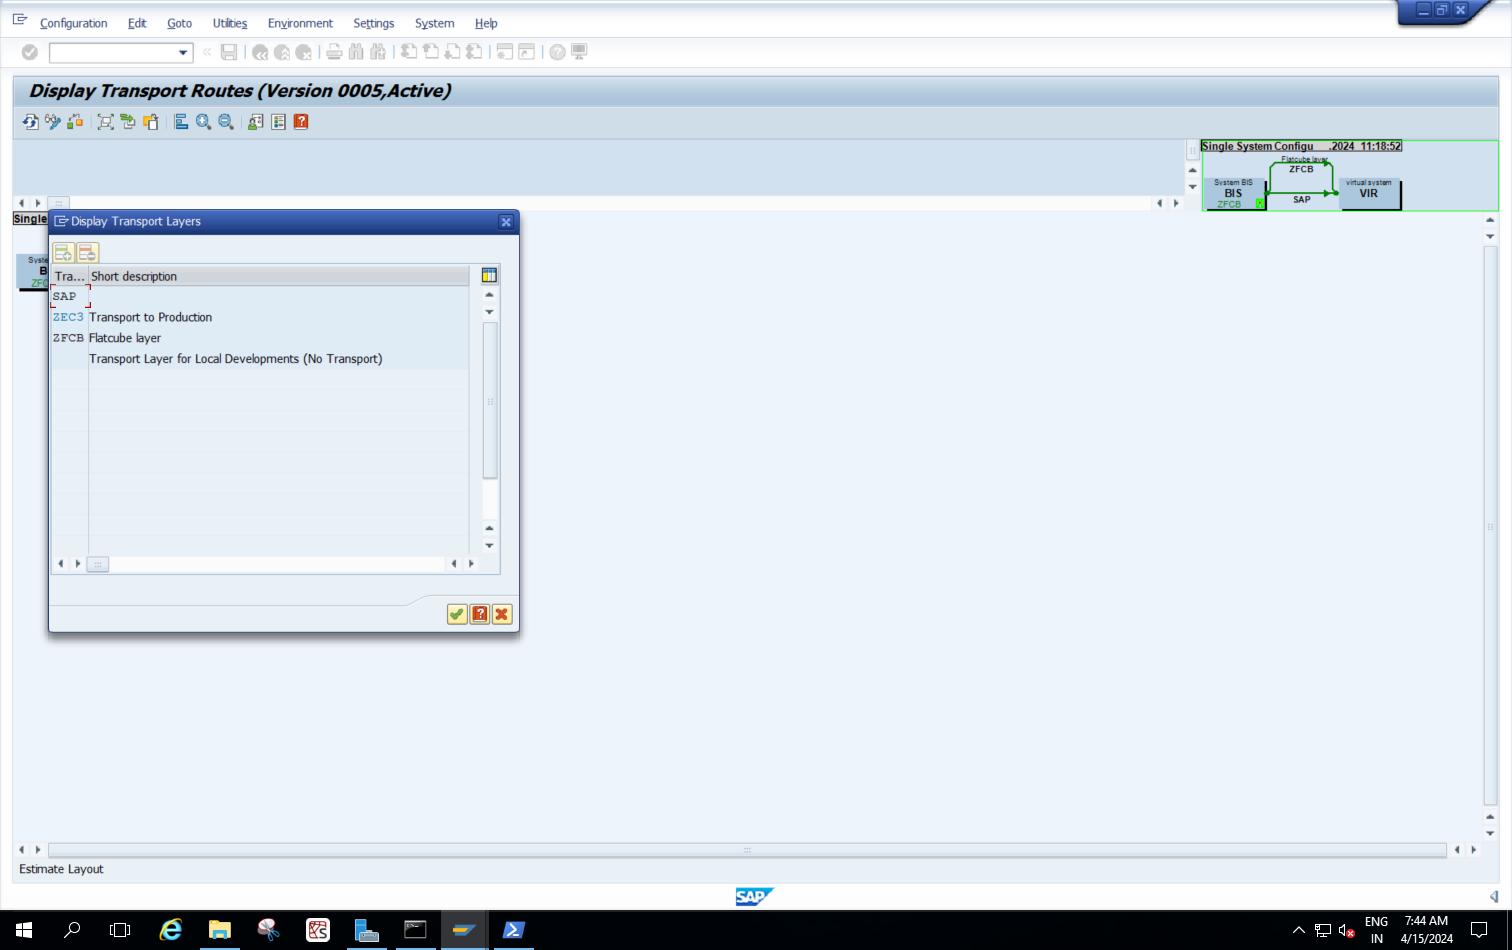 Configuration Edit Goto Utilities Environment Settings System Help
Display Transport Routes (Version 0005,Active)
Single System Configu .2024 11:18:52
Flatcube layer
ZFCB
System BIS
BIS
ZFCB
SAP
virtual system
VIR
Single
Syste
B
ZFC
Display Transport Layers
Tra... Short description
SAP
ZEC3 Transport to Production
ZFCB Flatcube layer
Transport Layer for Local Developments (No Transport)
Estimate Layout
SAP
ENG
IN
7:44 AM
4/15/2024